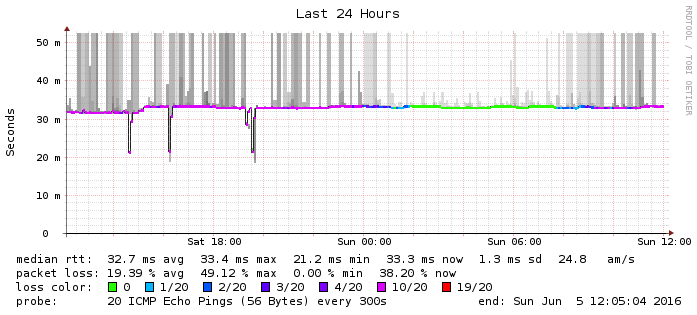 Last 24 Hours
RRDTOOL / TOBI OETIKER
Seconds
50 m
40 m
30 m
20 m
10 m
0
Sat 18:00 Sun 00:00 Sun 06:00 Sun 12:00
median rtt: 32.7 ms avg 33.4 ms max 21.2 ms min 33.3 ms now 1.3 ms sd 24.8 am/s
packet loss: 19.39 % avg 49.12 % max 0.00 % min 38.20 % now
loss color: 0 1/20 2/20 3/20 4/20 10/20 19/20
probe: 20 ICMP Echo Pings (56 Bytes) every 300s end: Sun Jun 5 12:05:04 2016